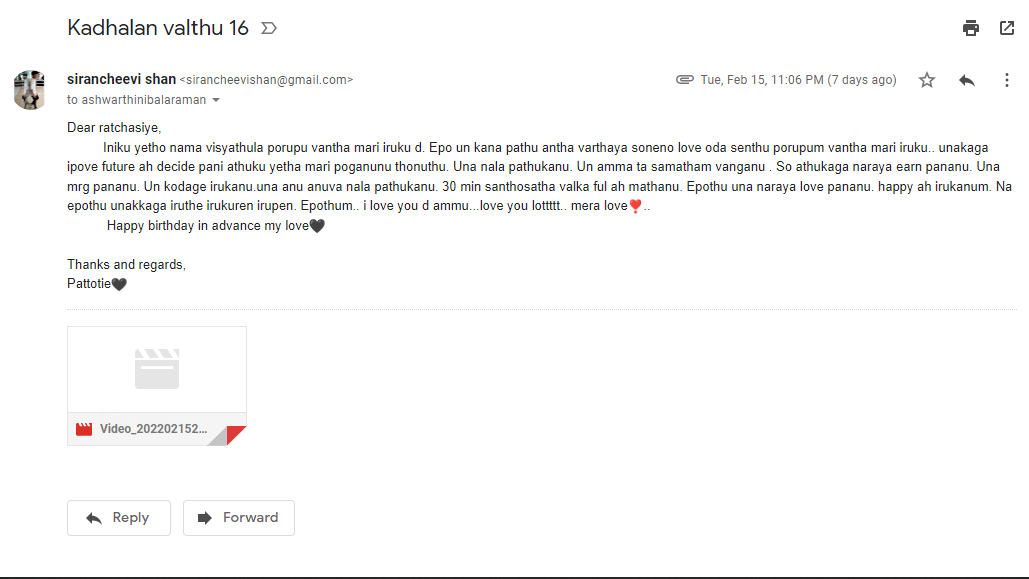 Kadhalan valthu 16
sirancheevi shan <sirancheevishan@gmail.com>
Tue, Feb 15, 11:06 PM (7 days ago)
to ashwarthinibalaraman
Dear ratchasiye,
Iniku yetho nama visyathula porupu vantha mari iruku d. Epo un kana pathu antha varthaya soneno love oda senthu porupum vantha mari iruku.. unakaga
ipove future ah decide pani athuku yetha mari poganunu thonuthu. Una nala pathukanu. Un amma ta samatham vanganu . So athukaga naraya earn pananu. Una
mrg pananu. Un kodage irukanu.una anu anuva nala pathukanu. 30 min santhosatha valka ful ah mathanu. Epothu una naraya love pananu. happy ah irukanum. Na
epothu unakkaga iruthe irukuren irupen. Epothum.. i love you d ammu...love you lottttt.. mera love❣️..
Happy birthday in advance my love🖤
Thanks and regards,
Pattotie🖤
Video_202202152...
Reply
Forward